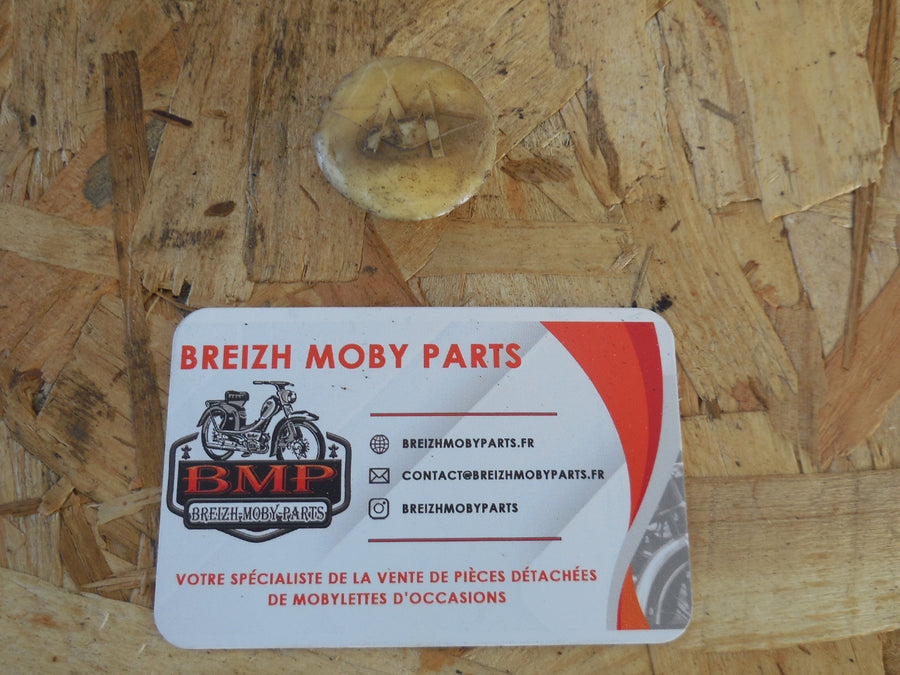 BREIZH MOBY PARTS
BMP
BREIZH-MOBY-PARTS
BREIZHMOBYPARTS.FR
CONTACT@BREIZHMOBYPARTS.FR
BREIZHMOBYPARTS
VOTRE SPÉCIALISTE DE LA VENTE DE PIÈCES DÉTACHÉES
DE MOBYLETTES D'OCCASIONS